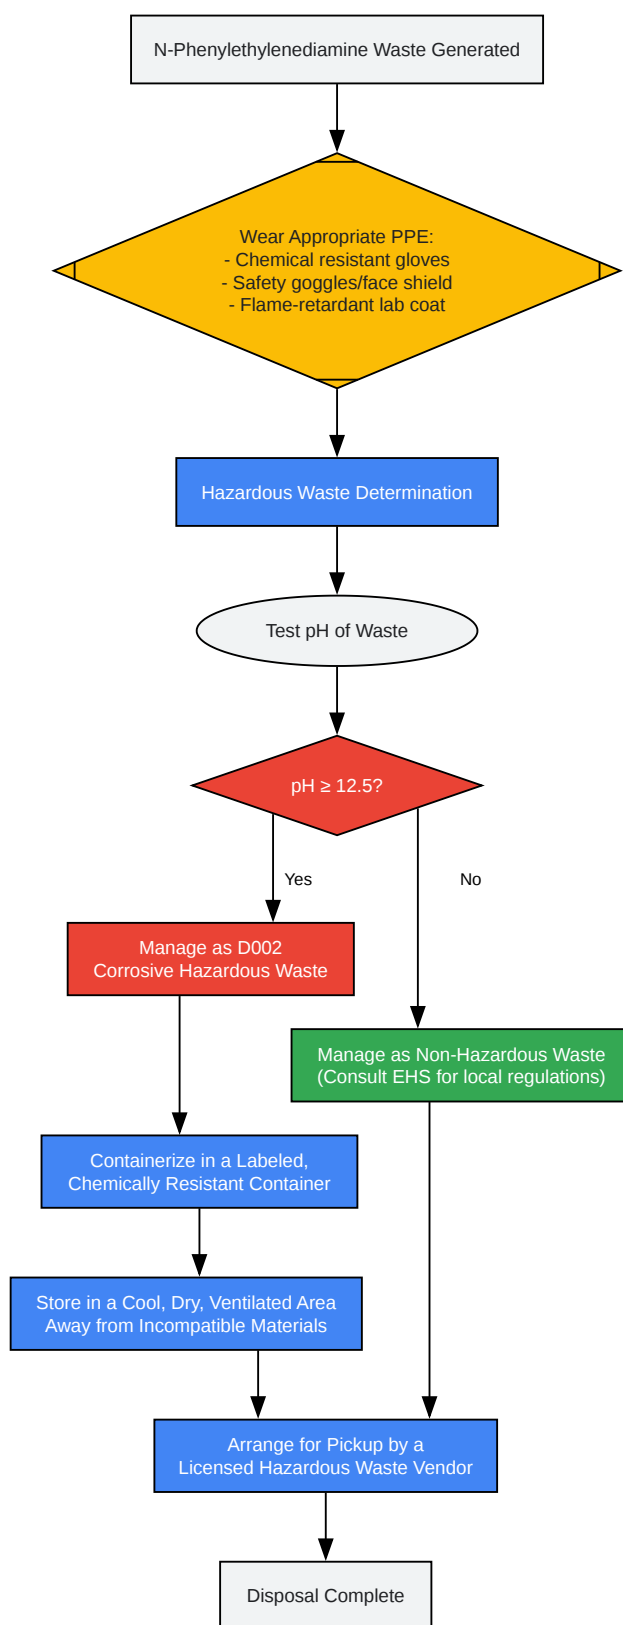 N-Phenylethylenediamine Waste Generated
Wear Appropriate PPE:
- Chemical resistant gloves
- Safety goggles/face shield
- Flame-retardant lab coat
Hazardous Waste Determination
Test pH of Waste
pH ≥ 12.5?
Yes
No
Manage as D002
Corrosive Hazardous Waste
Manage as Non-Hazardous Waste
(Consult EHS for local regulations)
Containerize in a Labeled,
Chemically Resistant Container
Store in a Cool, Dry, Ventilated Area
Away from Incompatible Materials
Arrange for Pickup by a
Licensed Hazardous Waste Vendor
Disposal Complete